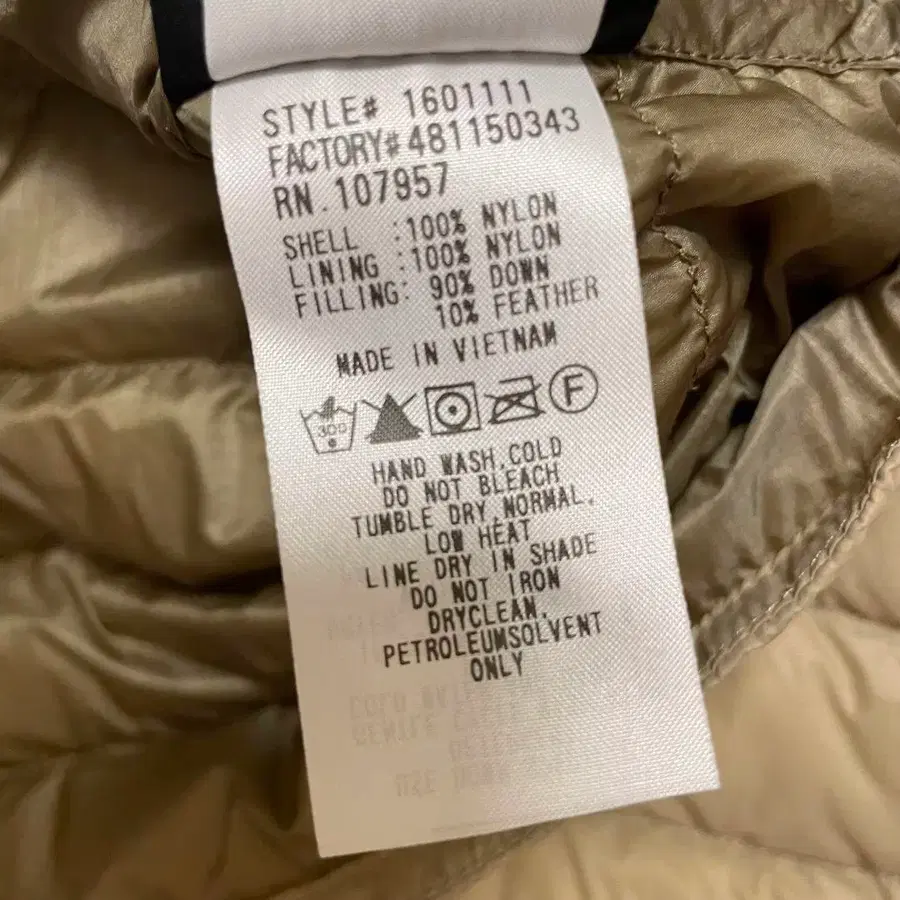 STYLE# 1601111
FACTORY#481150343
RN.107957
SHELL :100% NYLON
LINING :100% NYLON
FILLING: 90% DOWN
10% FEATHER
MADE IN VIETNAM
300
F
HAND WASH,COLD
DO NOT BLEACH
TUMBLE DRY,NORMAL,
LOW HEAT
LINE DRY IN SHADE
DO NOT IRON
DRYCLEAN,
PETROLEUMSOLVENT
ONLY